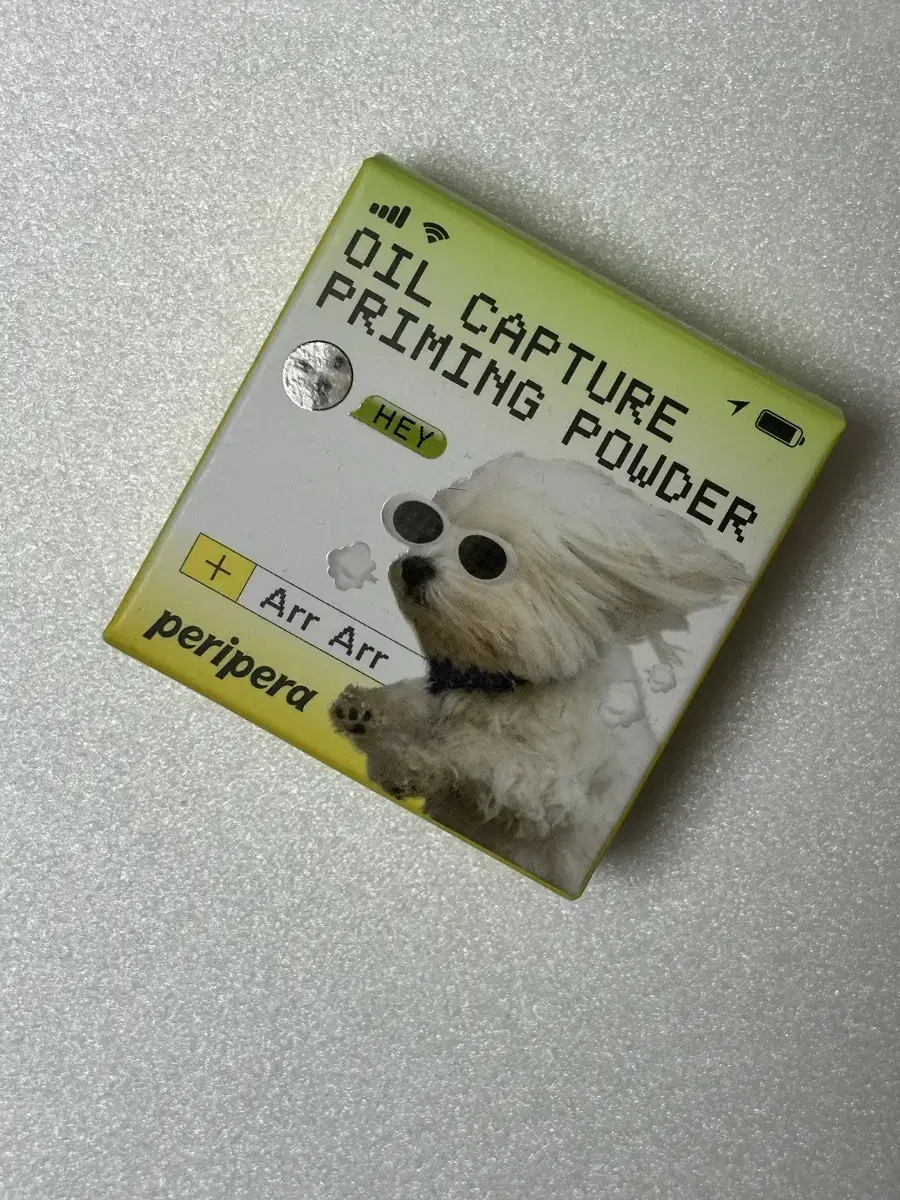 OIL CAPTURE
PRIMING POWDER
HEY
+ Arr Arr
peripera